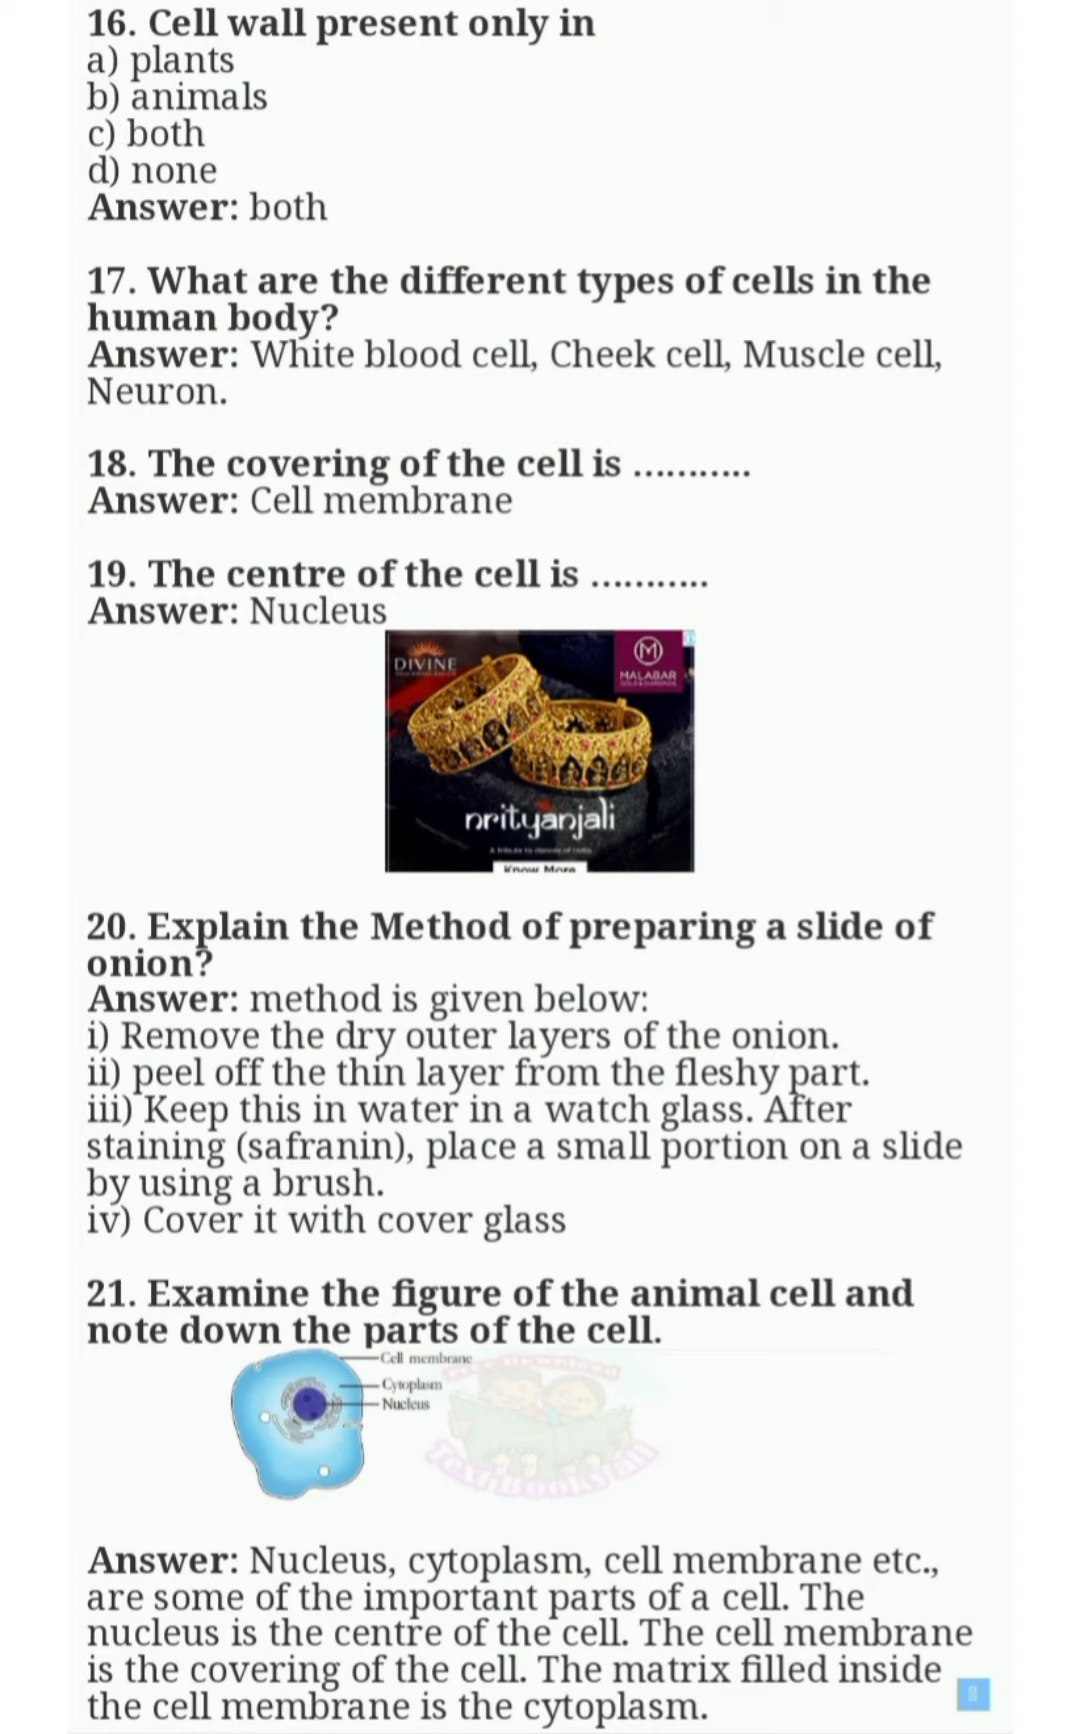 16. Cell wall present only in
a) plants
b) animals
c) both
d) none
Answer: both
17. What are the different types of cells in the
human body?
Answer: White blood cell, Cheek cell, Muscle cell,
Neuron.
18. The covering of the cell is ...........
Answer: Cell membrane
19. The centre of the cell is ...........
Answer: Nucleus
DIVINE
MALABAR
nrityanjali
Know More
20. Explain the Method of preparing a slide of
onion?
Answer: method is given below:
i) Remove the dry outer layers of the onion.
ii) peel off the thin layer from the fleshy part.
iii) Keep this in water in a watch glass. After
staining (safranin), place a small portion on a slide
by using a brush.
iv) Cover it with cover glass
21. Examine the figure of the animal cell and
note down the parts of the cell.
Cell membrane
Cytoplasm
Nucleus
Answer: Nucleus, cytoplasm, cell membrane etc.,
are some of the important parts of a cell. The
nucleus is the centre of the cell. The cell membrane
is the covering of the cell. The matrix filled inside
the cell membrane is the cytoplasm.